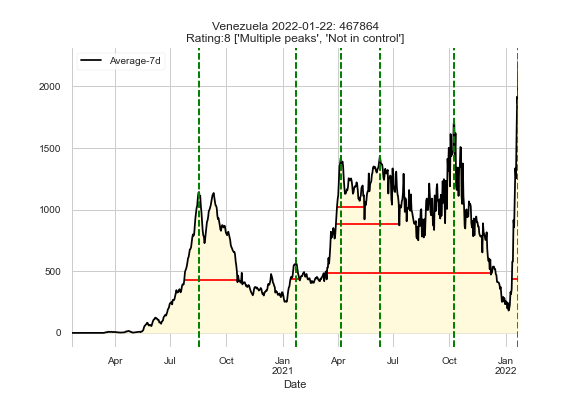 Venezuela 2022-01-22: 467864
Rating:8 ['Multiple peaks', 'Not in control']
Average-7d
2000
1500
1000
500
0
Apr
Jul
Oct
Jan
2021
Apr
Jul
Oct
Jan
2022
Date